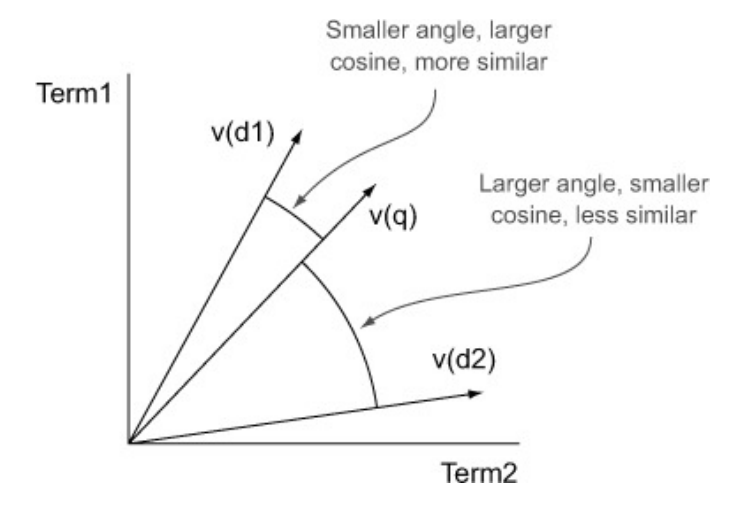 Smaller angle, larger
cosine, more similar
Term1
v(d1)
Larger angle, smaller
cosine, less similar
v(q)
v(d2)
Term2